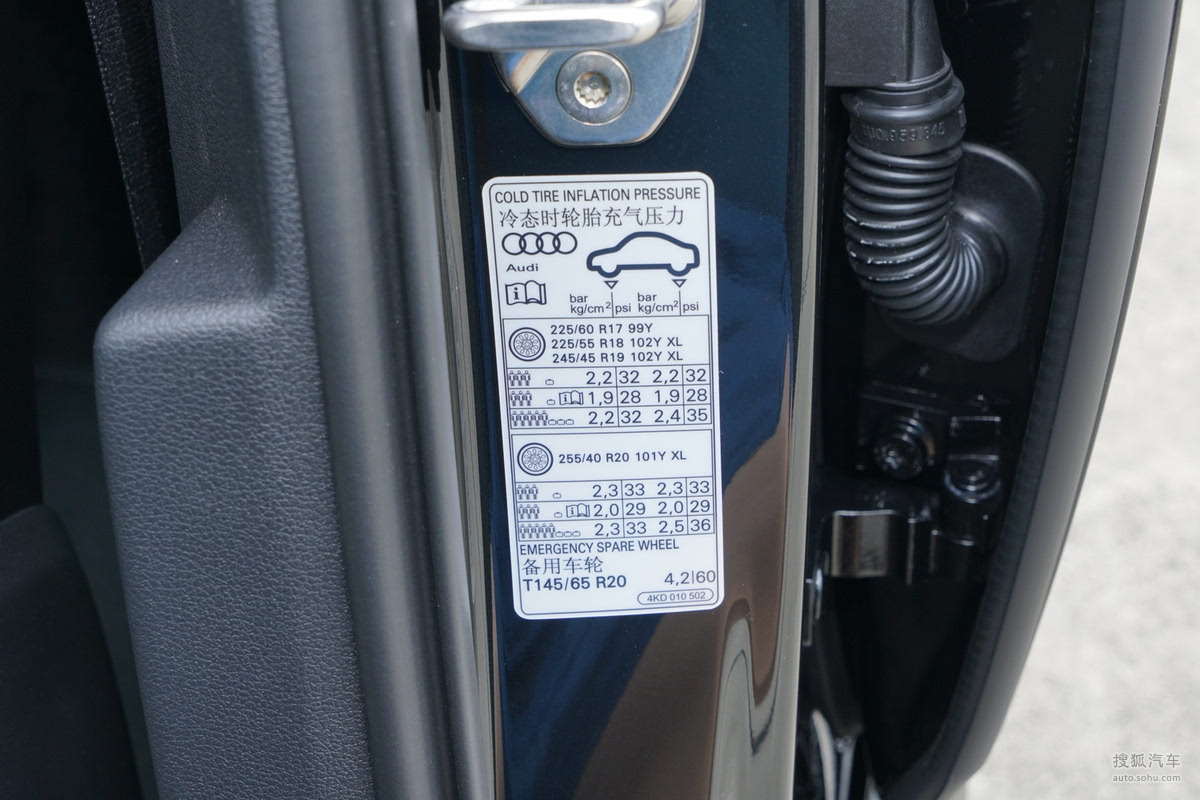 COLD TIRE INFLATION PRESSURE
冷态时轮胎充气压力
Audi
bar kg/cm² psi bar kg/cm² psi
225/60 R17 99Y
225/55 R18 102Y XL
245/45 R19 102Y XL
2,2 32 2,2 32
1,9 28 1,9 28
2,2 32 2,4 35
255/40 R20 101Y XL
2,3 33 2,3 33
2,0 29 2,0 29
2,3 33 2,5 36
EMERGENCY SPARE WHEEL
备用车轮
T145/65 R20 4,2 60
4KD 010 502
搜狐汽车
auto.sohu.com